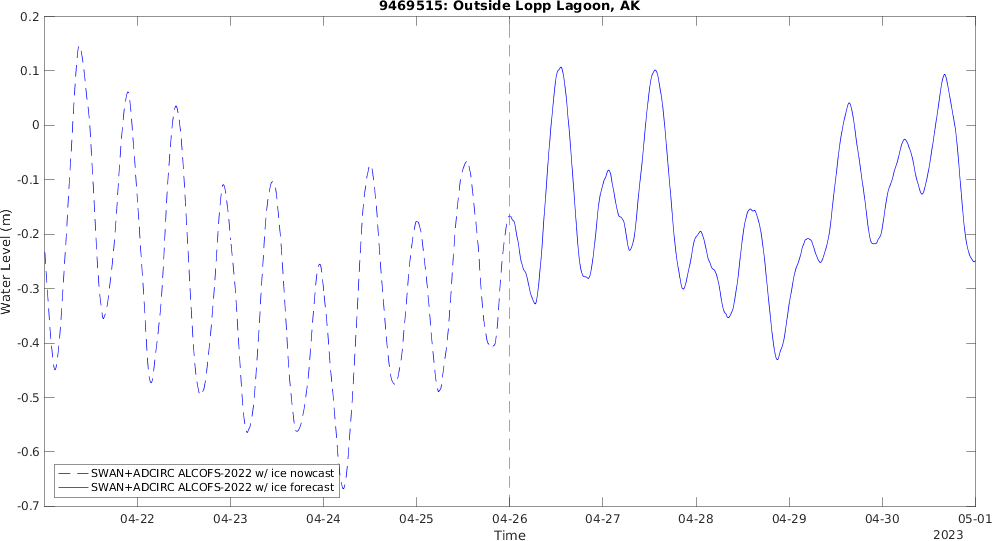 9469515: Outside Lopp Lagoon, AK
0.2
0.1
0
-0.1
-0.2
-0.3
-0.4
-0.5
-0.6
-0.7
Water Level (m)
SWAN+ADCIRC ALCOFS-2022 w/ ice nowcast
SWAN+ADCIRC ALCOFS-2022 w/ ice forecast
04-22 04-23 04-24 04-25 04-26 04-27 04-28 04-29 04-30 05-01
Time
2023